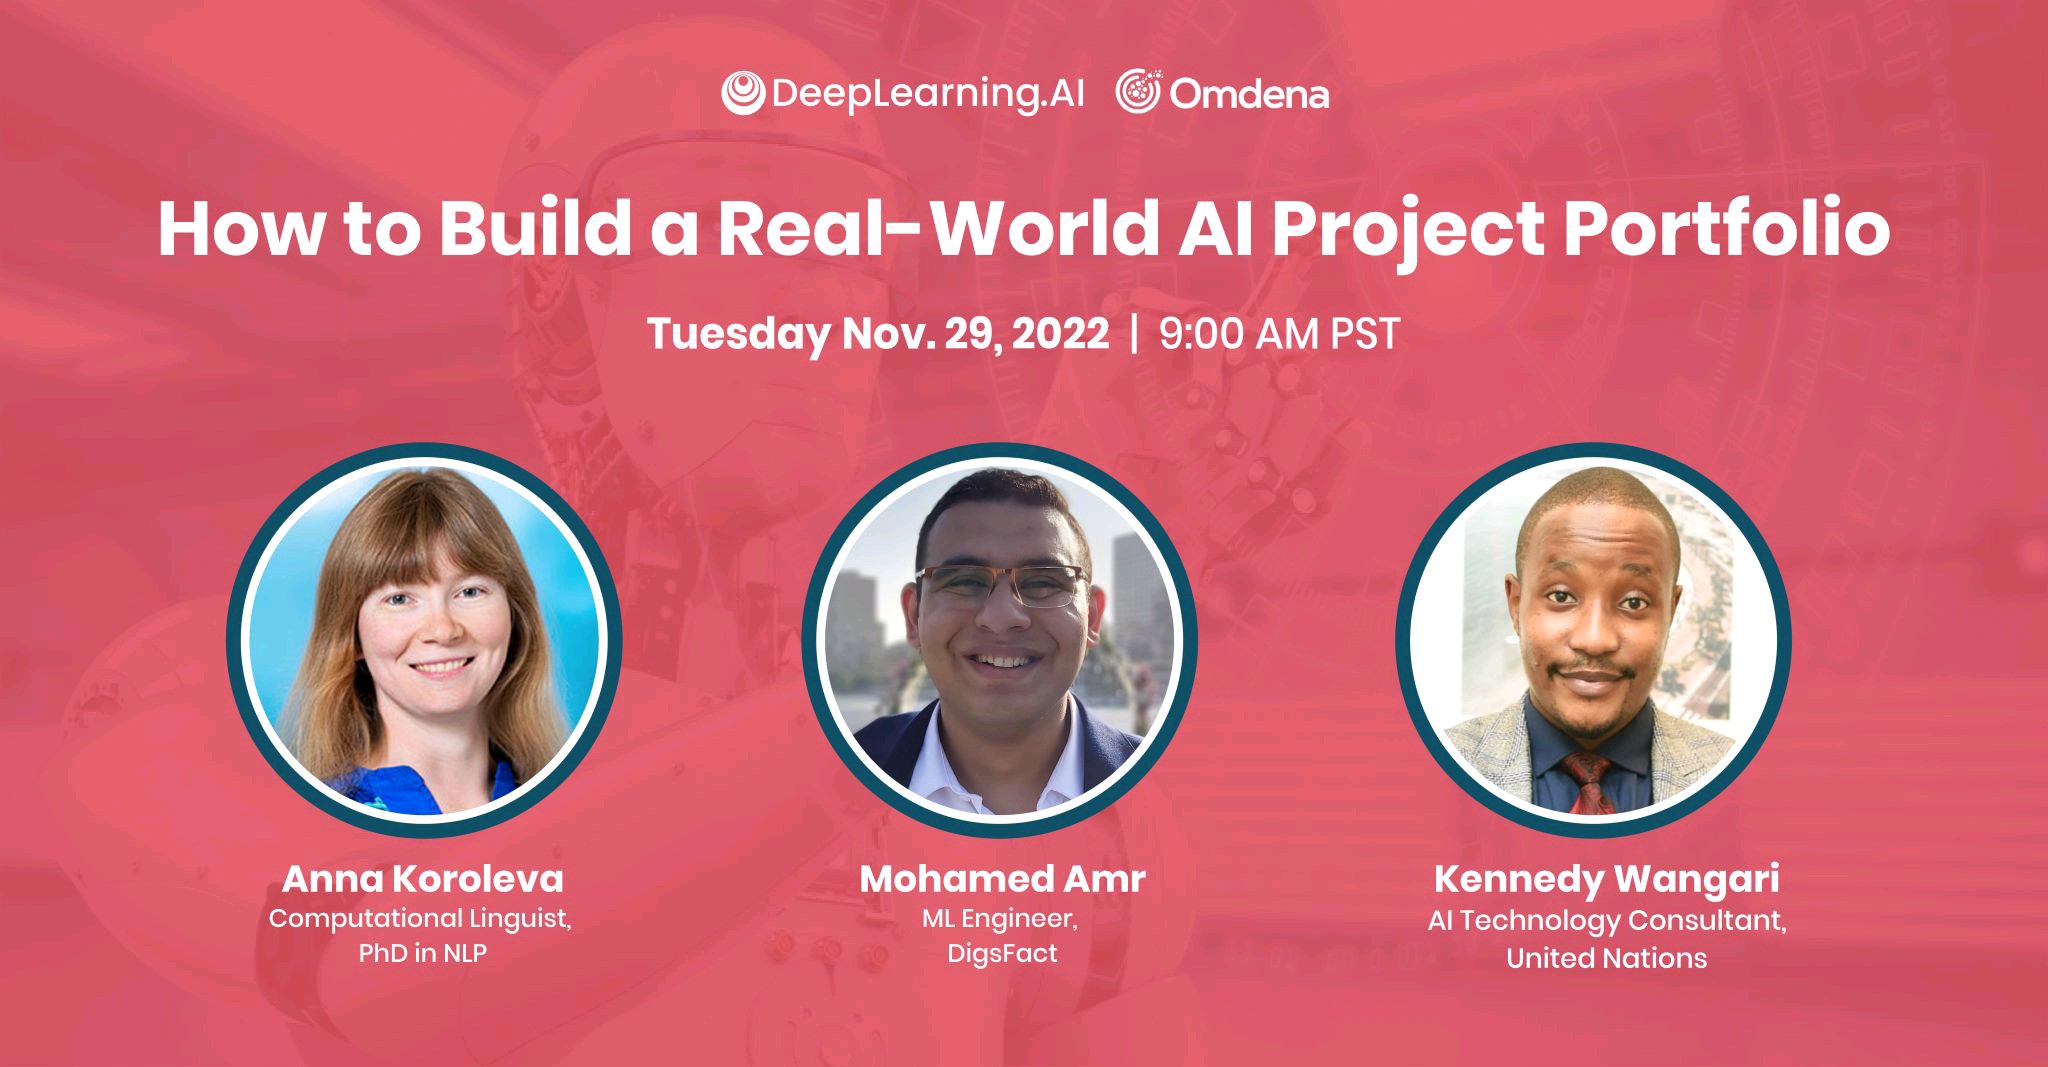 DeepLearning.AI Omdena
How to Build a Real-World AI Project Portfolio
Tuesday Nov. 29, 2022 | 9:00 AM PST
Anna Koroleva
Computational Linguist,
PhD in NLP
Mohamed Amr
ML Engineer,
DigsFact
Kennedy Wangari
AI Technology Consultant,
United Nations